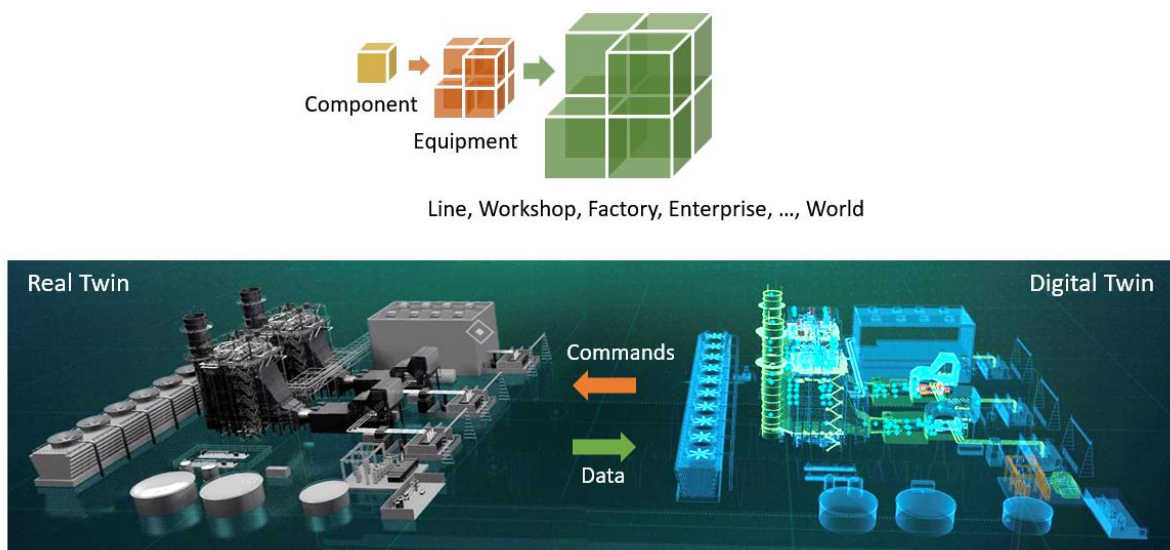 Component
Equipment
Line, Workshop, Factory, Enterprise, ..., World
Real Twin
Digital Twin
Commands
Data